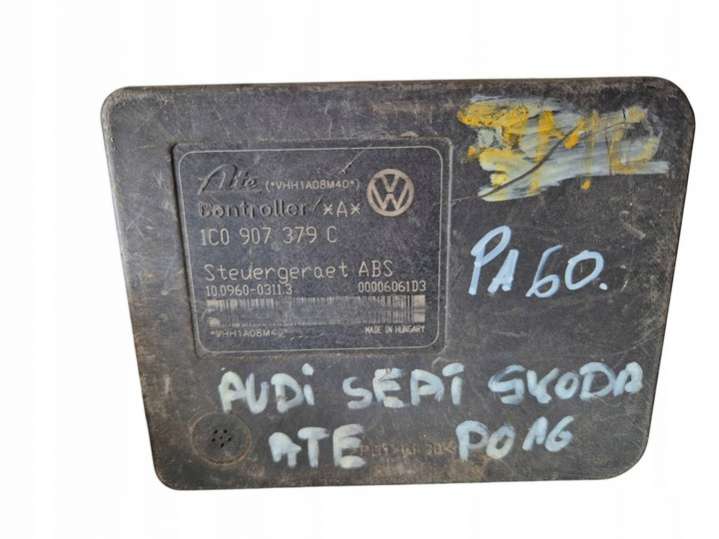 Ate (*VHH1A08M40*)
Controller *A*
1C0 907 379 C
Steuergeraet ABS
10.0960-0311.3 00006061D3
*VHH1A08M40* MADE IN HUNGARY
PA60.
AUDi SEAT SKODA
ATE PO16